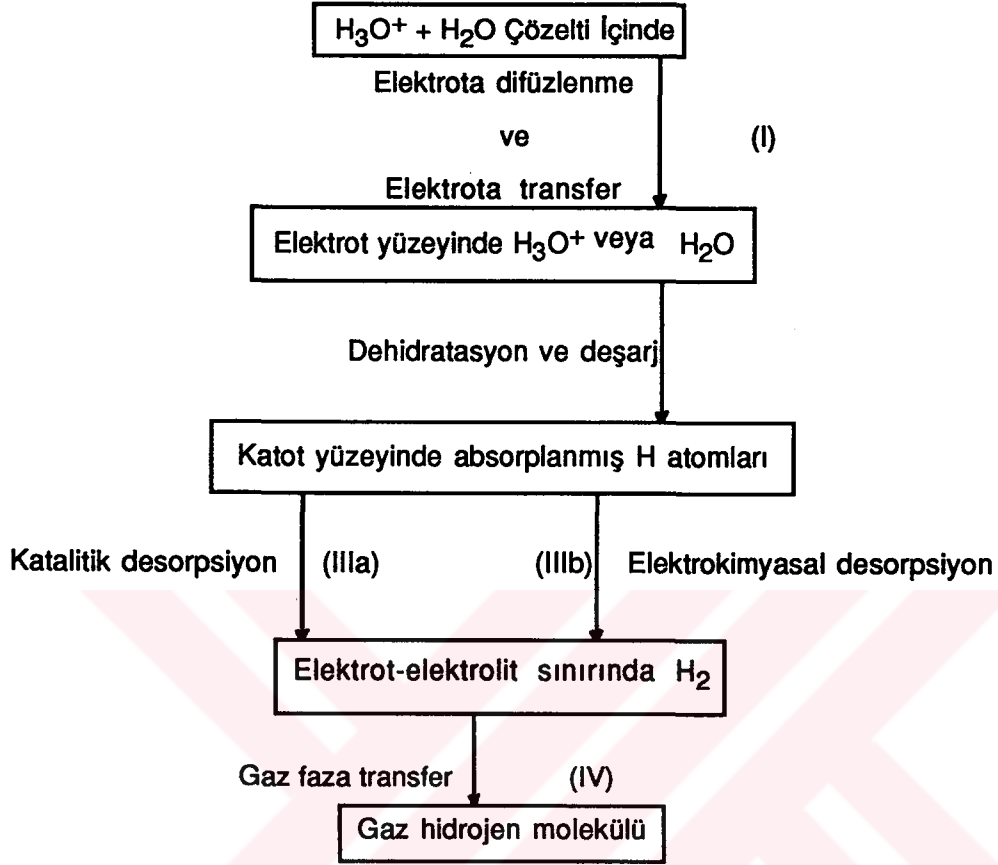 H₃O⁺ + H₂O Çözelti İçinde
Elektrota difüzlenme
ve
(I)
Elektrota transfer
Elektrot yüzeyinde H₃O⁺ veya H₂O
Dehidratasyon ve deşarj
Katot yüzeyinde absorplanmış H atomları
Katalitik desorpsiyon (IIIa) (IIIb) Elektrokimyasal desorpsiyon
Elektrot-elektrolit sınırında H₂
Gaz faza transfer (IV)
Gaz hidrojen molekülü